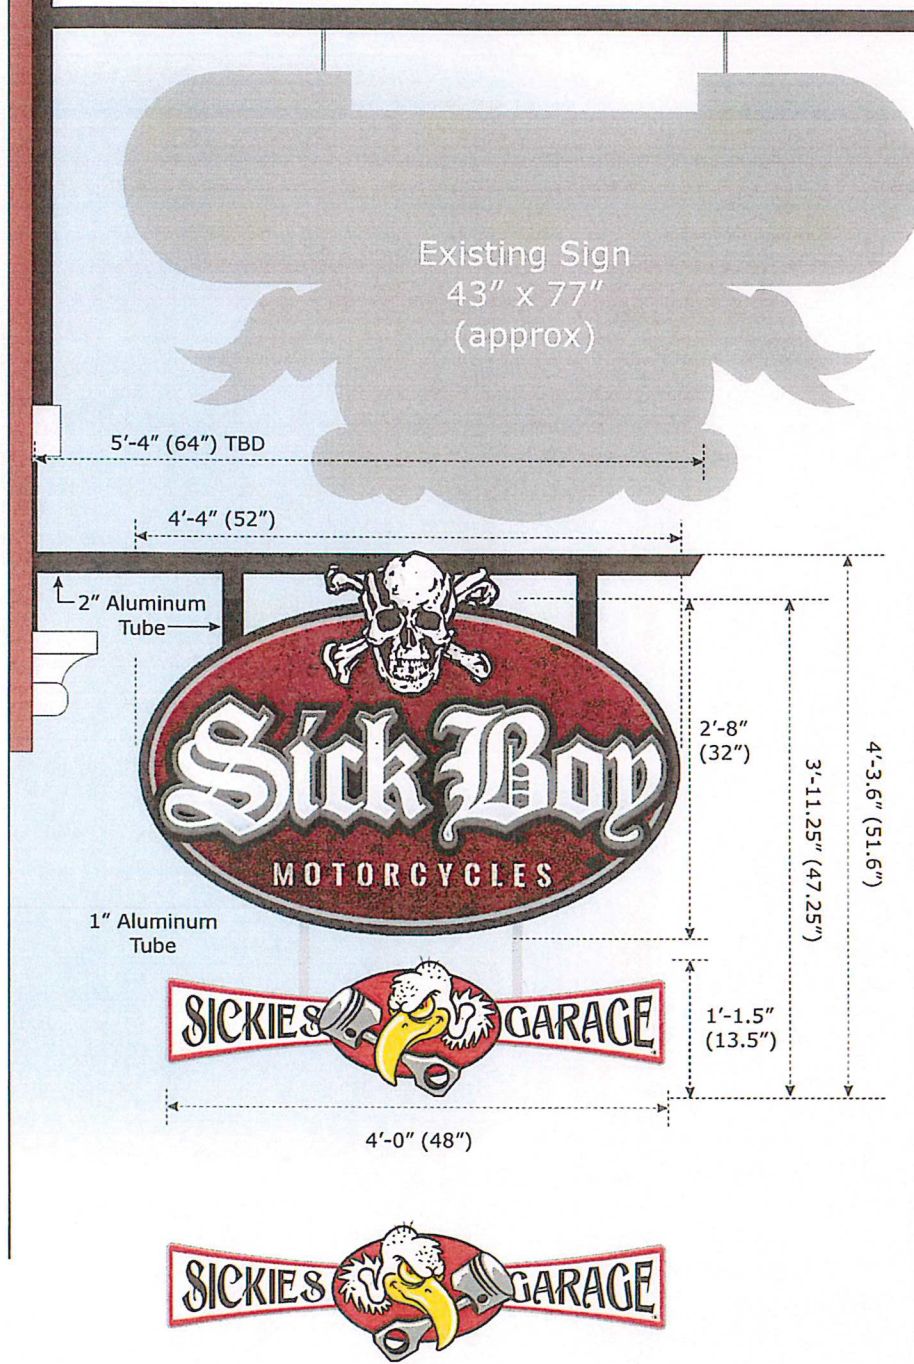 Existing Sign
43" x 77"
(approx)
5'-4" (64") TBD
4'-4" (52")
2" Aluminum
Tube
Sick Boy
MOTORCYCLES
2'-8"
(32")
3'-11.25" (47.25")
4'-3.6" (51.6")
1" Aluminum
Tube
SICKIES GARAGE
1'-1.5"
(13.5")
4'-0" (48")
SICKIES GARAGE